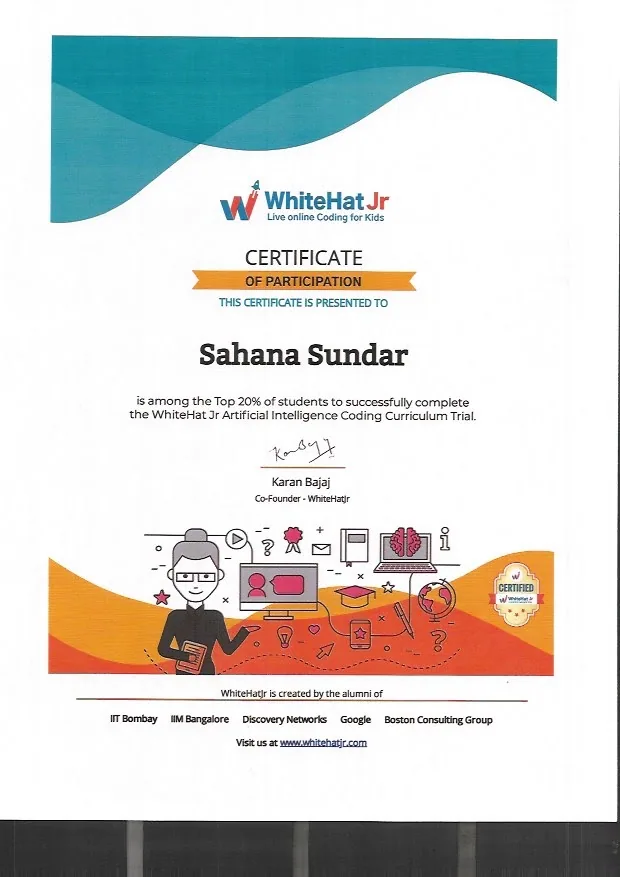 WhiteHat Jr
Live online Coding for Kids
CERTIFICATE
OF PARTICIPATION
THIS CERTIFICATE IS PRESENTED TO
Sahana Sundar
is among the Top 20% of students to successfully complete
the WhiteHat Jr Artificial Intelligence Coding Curriculum Trial.
Karan Bajaj
Co-Founder - WhiteHatJr
CERTIFIED
WhiteHat Jr
WhiteHatJr is created by the alumni of
IIT Bombay IIM Bangalore Discovery Networks Google Boston Consulting Group
Visit us at www.whitehatjr.com